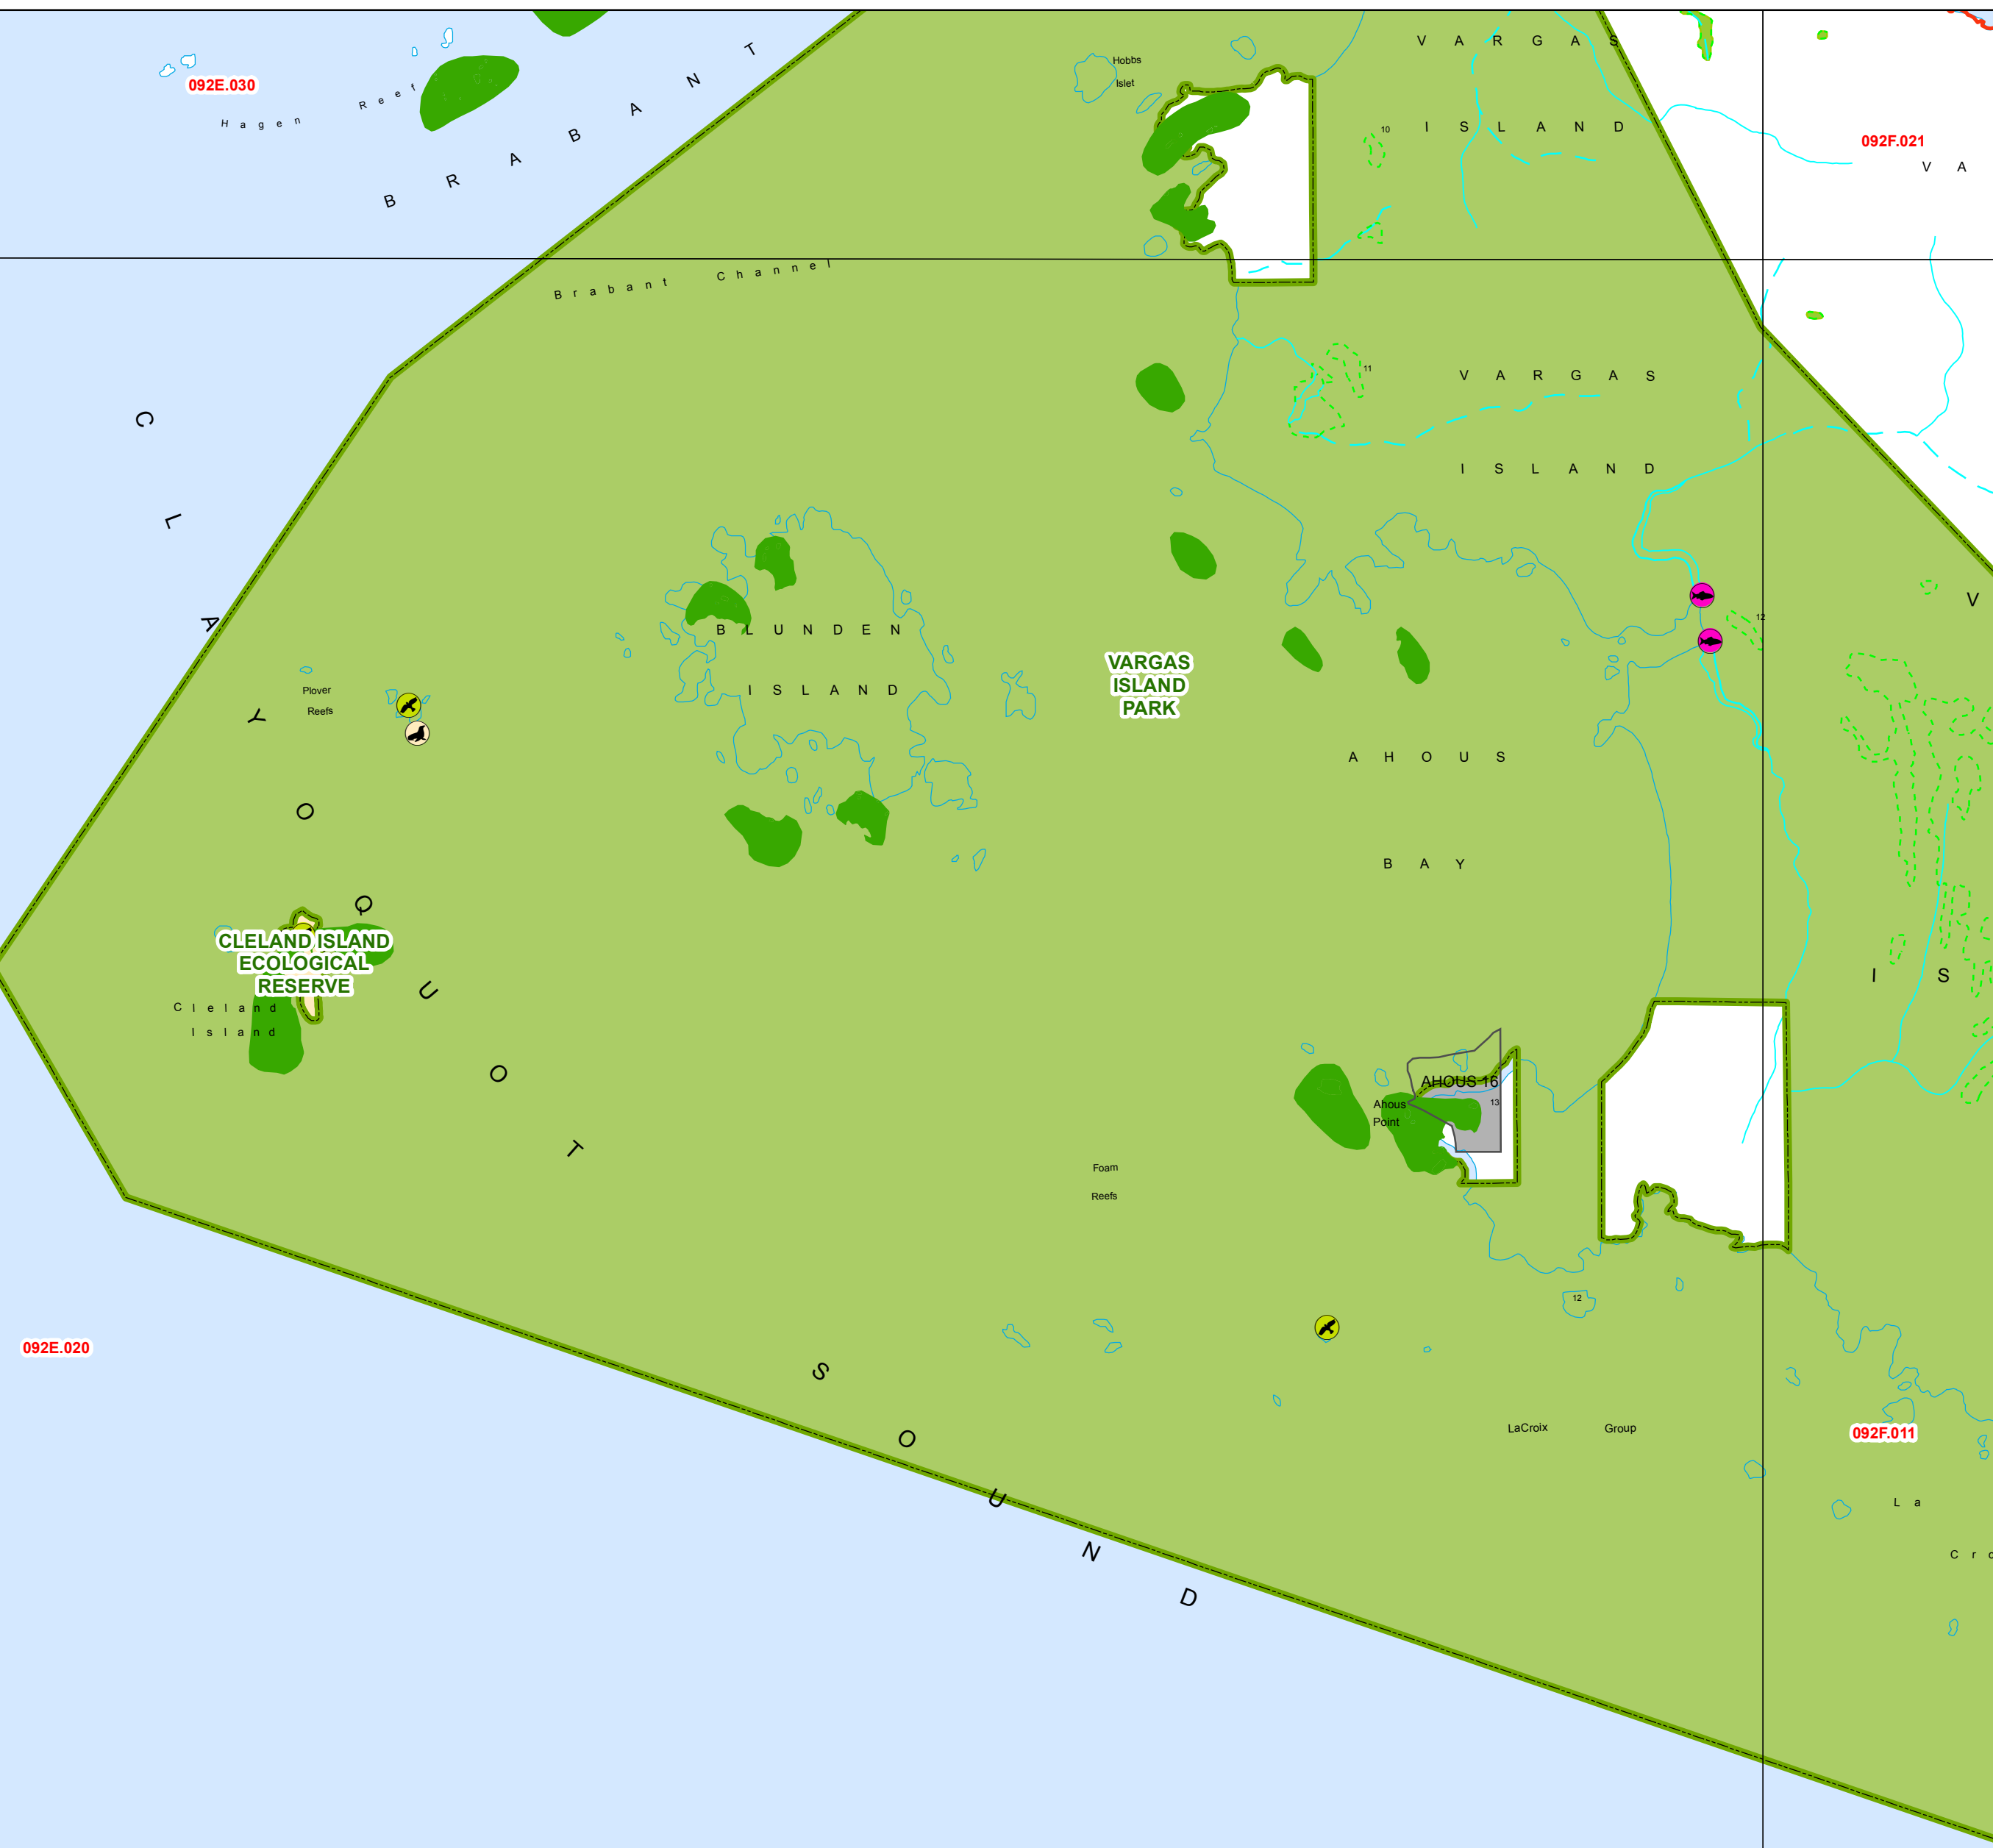 VARGAS
Hobbs
Islet
092E.030
Hagen Reef
BRABANT
10
ISLAND
092F.021
VA
Brabant Channel
11
VARGAS
ISLAND
CLAYOQUOT
SOUND
12
V
BLUNDEN
ISLAND
VARGAS
ISLAND
PARK
Plover
Reefs
AHOUS
BAY
CLELAND ISLAND
ECOLOGICAL
RESERVE
Cleland
Island
IS
AHOUS 16
13
Ahous
Point
Foam
Reefs
12
092E.020
LaCroix Group
092F.011
La
Cro